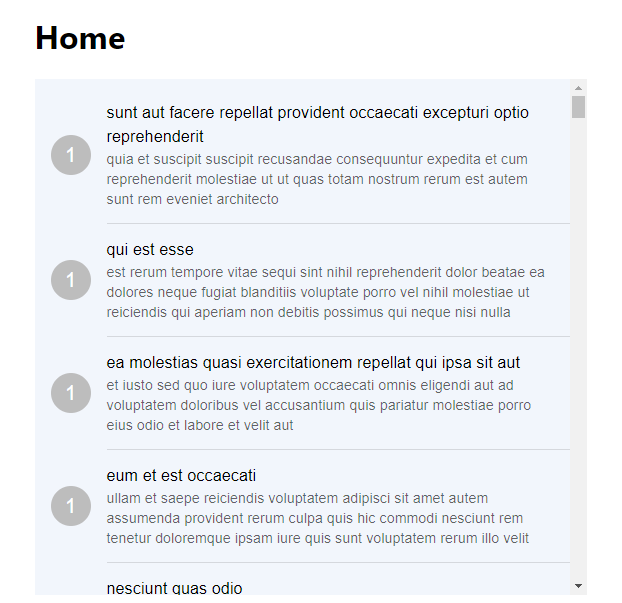 Home
sunt aut facere repellat provident occaecati excepturi optio
reprehenderit
1
quia et suscipit suscipit recusandae consequuntur expedita et cum
reprehenderit molestiae ut ut quas totam nostrum rerum est autem
sunt rem eveniet architecto
qui est esse
1
est rerum tempore vitae sequi sint nihil reprehenderit dolor beatae ea
dolores neque fugiat blanditiis voluptate porro vel nihil molestiae ut
reiciendis qui aperiam non debitis possimus qui neque nisi nulla
ea molestias quasi exercitationem repellat qui ipsa sit aut
1
et iusto sed quo iure voluptatem occaecati omnis eligendi aut ad
voluptatem doloribus vel accusantium quis pariatur molestiae porro
eius odio et labore et velit aut
eum et est occaecati
1
ullam et saepe reiciendis voluptatem adipisci sit amet autem
assumenda provident rerum culpa quis hic commodi nesciunt rem
tenetur doloremque ipsam iure quis sunt voluptatem rerum illo velit
nesciunt quas odio